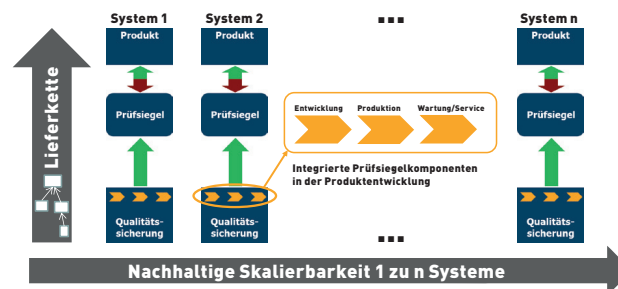 System 1
System 2
...
System n
Produkt
Produkt
Produkt
Prüfsiegel
Prüfsiegel
Prüfsiegel
Entwicklung
Produktion
Wartung/Service
Integrierte Prüfsiegelkomponenten
in der Produktentwicklung
Qualitäts-
sicherung
Qualitäts-
sicherung
...
Qualitäts-
sicherung
Lieferkette
Nachhaltige Skalierbarkeit 1 zu n Systeme